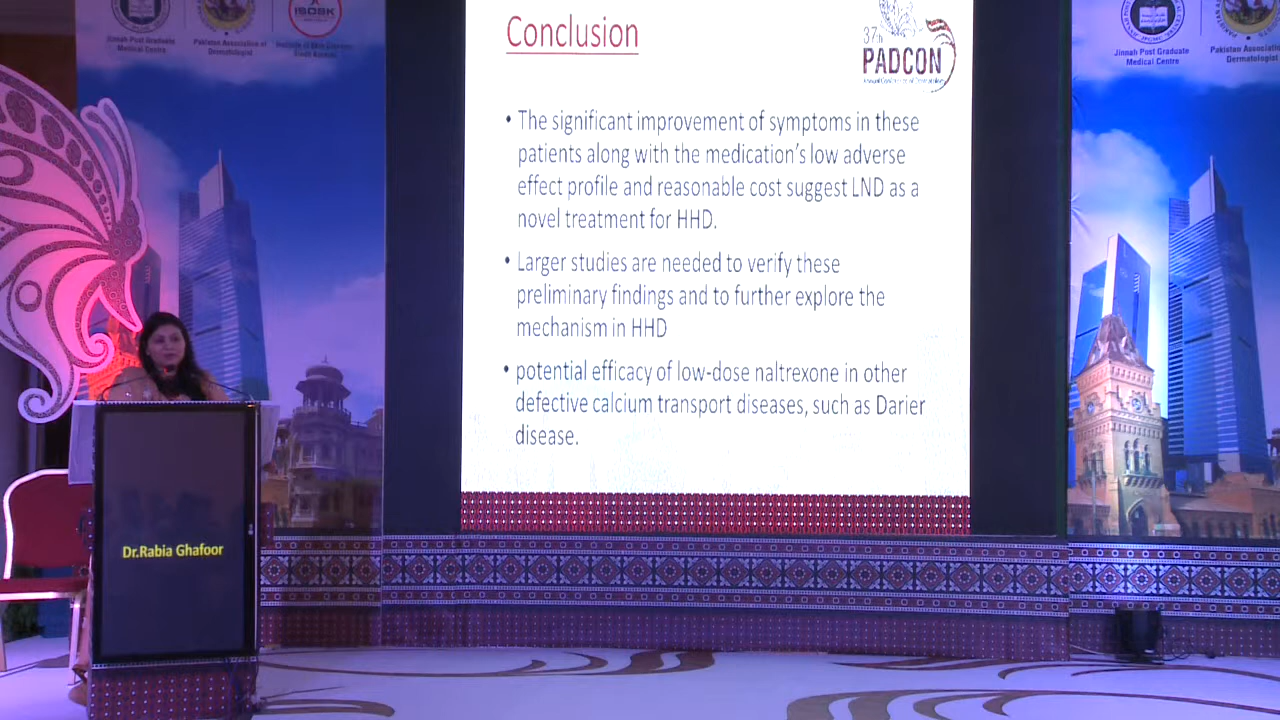 Jinnah Post Graduate
Medical Centre
Pakistan Association of
Dermatologist
ISOSK
Conclusion
37th
PADCON
• The significant improvement of symptoms in these
patients along with the medication's low adverse
effect profile and reasonable cost suggest LND as a
novel treatment for HHD.
• Larger studies are needed to verify these
preliminary findings and to further explore the
mechanism in HHD
• potential efficacy of low-dose naltrexone in other
defective calcium transport diseases, such as Darier
disease.
Jinnah Post Graduate
Medical Centre
Pakistan Associatio
Dermatologist
Dr.Rabia Ghafoor